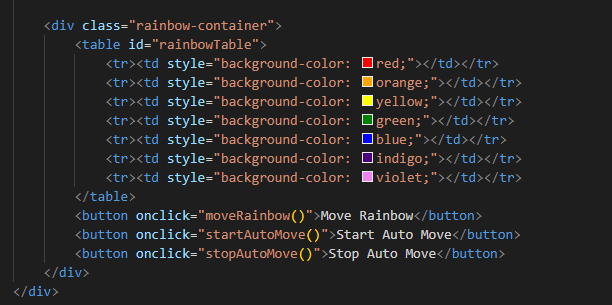 <div class="rainbow-container">
<table id="rainbowTable">
<tr><td style="background-color: red;"></td></tr>
<tr><td style="background-color: orange;"></td></tr>
<tr><td style="background-color: yellow;"></td></tr>
<tr><td style="background-color: green;"></td></tr>
<tr><td style="background-color: blue;"></td></tr>
<tr><td style="background-color: indigo;"></td></tr>
<tr><td style="background-color: violet;"></td></tr>
</table>
<button onclick="moveRainbow()">Move Rainbow</button>
<button onclick="startAutoMove()">Start Auto Move</button>
<button onclick="stopAutoMove()">Stop Auto Move</button>
</div>
</div>